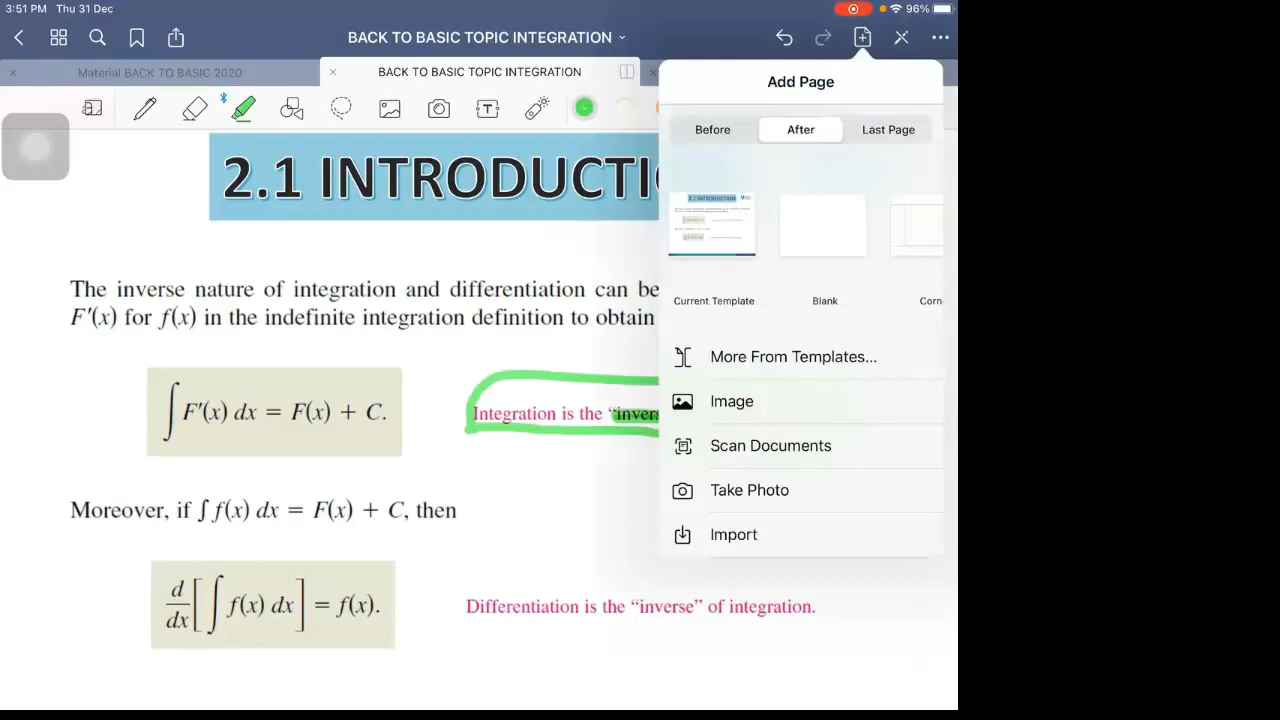 3:51 PM Thu 31 Dec
96%
BACK TO BASIC TOPIC INTEGRATION
Material BACK TO BASIC 2020
BACK TO BASIC TOPIC INTEGRATION
Add Page
Before After Last Page
2.1 INTRODUCTI
2.1 INTRODUCTION
Current Template Blank Corn
The inverse nature of integration and differentiation can be
F′(x) for f(x) in the indefinite integration definition to obtain
More From Templates...
Image
Scan Documents
Take Photo
Import
∫ F′(x) dx = F(x) + C.
Integration is the “invers
Moreover, if ∫ f(x) dx = F(x) + C, then
d/dx [∫ f(x) dx] = f(x).
Differentiation is the “inverse” of integration.